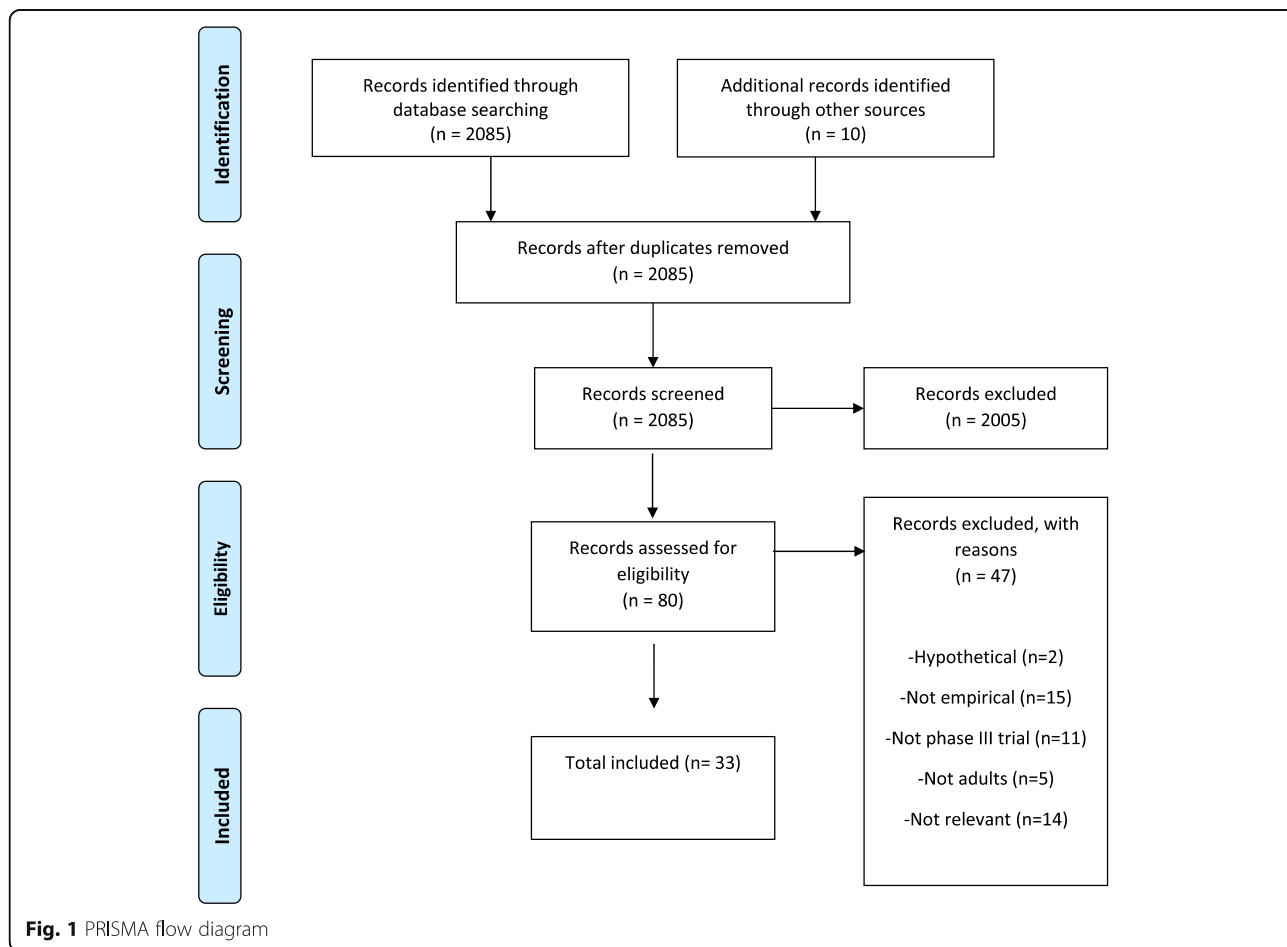 Identification
Records identified through
database searching
(n = 2085)
Additional records identified
through other sources
(n = 10)
Records after duplicates removed
(n = 2085)
Screening
Records screened
(n = 2085)
Records excluded
(n = 2005)
Eligibility
Records assessed for
eligibility
(n = 80)
Records excluded, with
reasons
(n = 47)
-Hypothetical (n=2)
-Not empirical (n=15)
-Not phase III trial (n=11)
-Not adults (n=5)
-Not relevant (n=14)
Included
Total included (n= 33)
Fig. 1 PRISMA flow diagram